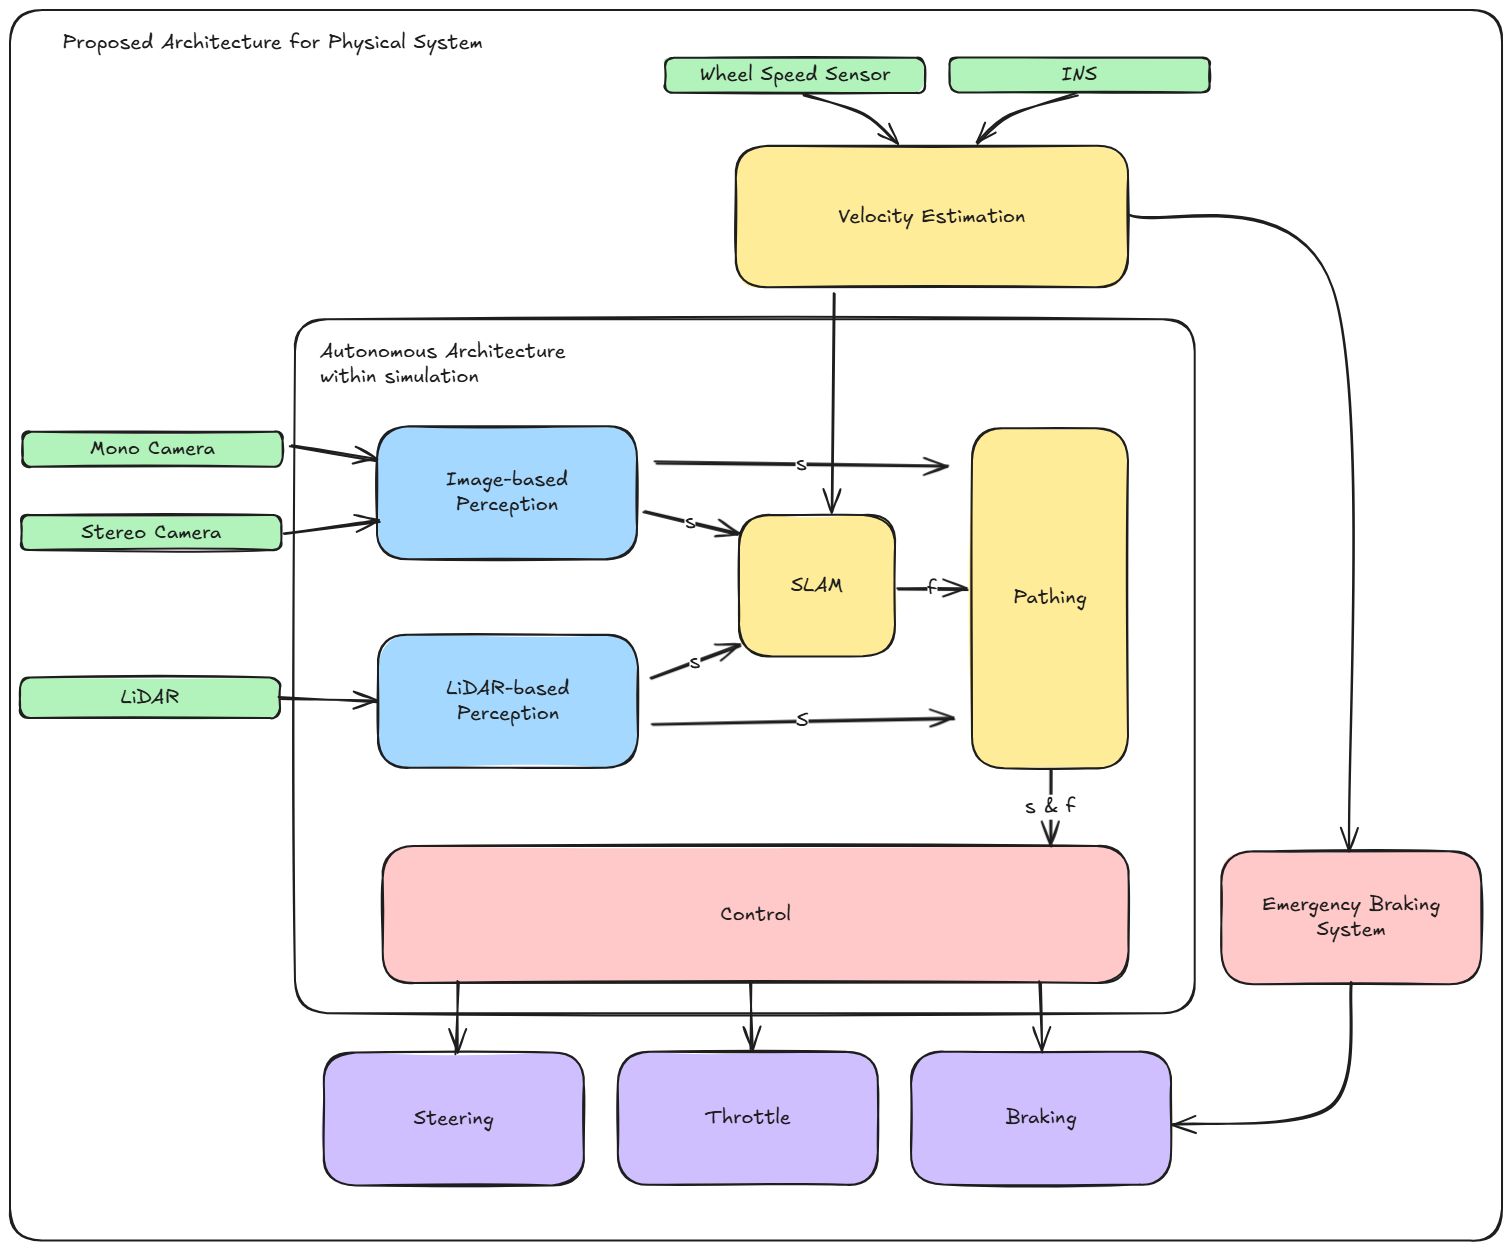 Proposed Architecture for Physical System
Wheel Speed Sensor
INS
Velocity Estimation
Autonomous Architecture
within simulation
Mono Camera
Image-based
Perception
s
Stereo Camera
s
SLAM
f
Pathing
LiDAR
LiDAR-based
Perception
s
S
s & f
Control
Emergency Braking
System
Steering
Throttle
Braking